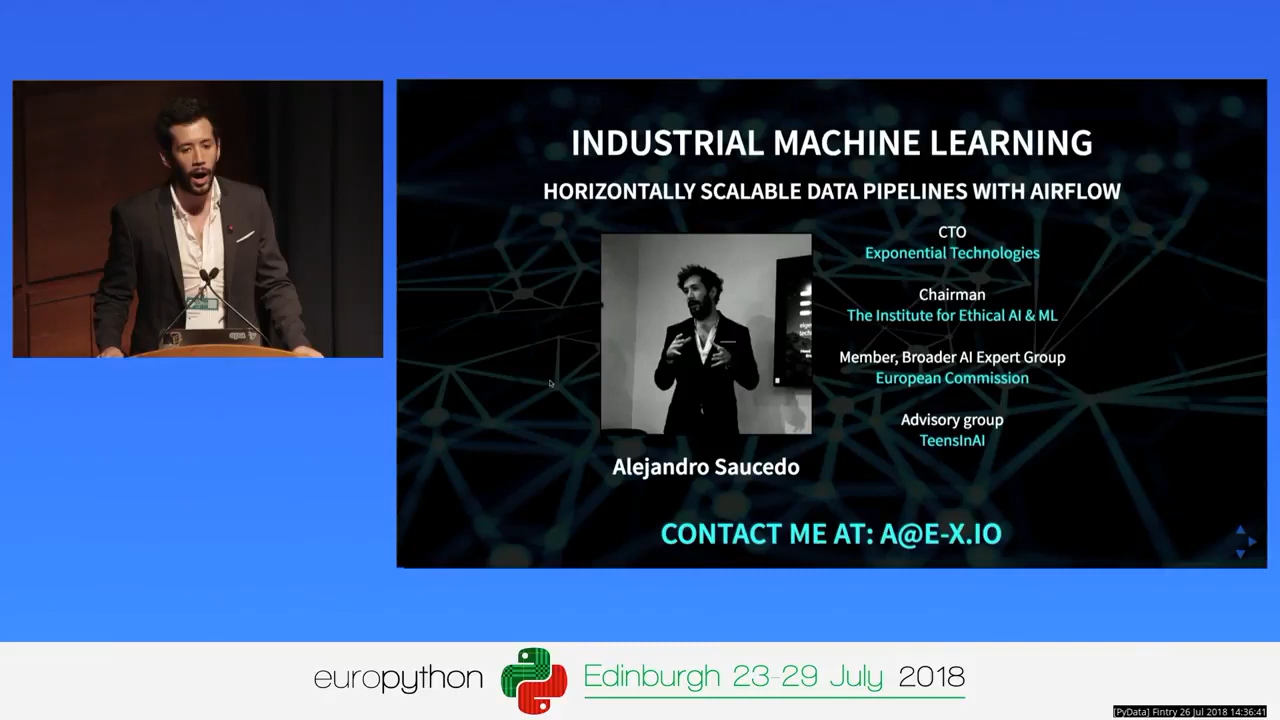 INDUSTRIAL MACHINE LEARNING
HORIZONTALLY SCALABLE DATA PIPELINES WITH AIRFLOW
CTO
Exponential Technologies
Chairman
The Institute for Ethical AI & ML
Member, Broader AI Expert Group
European Commission
Advisory group
TeensInAI
Alejandro Saucedo
CONTACT ME AT: A@E-X.IO
europython
Edinburgh 23-29 July 2018
[PyData] Fintry 26 Jul 2018 14:36:41